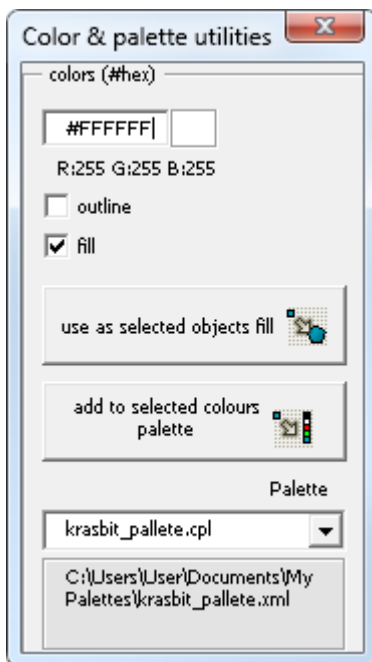 Color & palette utilities
colors (#hex)
#FFFFFF
R:255 G:255 B:255
outline
fill
use as selected objects fill
add to selected colours
palette
Palette
krasbit_pallete.cpl
C:\Users\User\Documents\My
Palettes\krasbit_pallete.xml